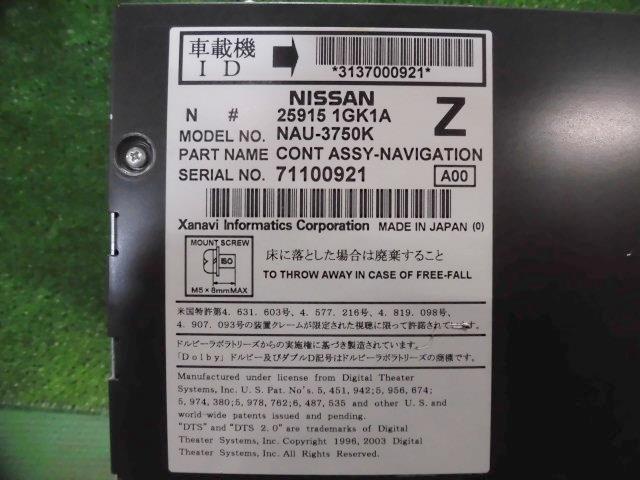 車載機
ID
*3137000921*
NISSAN
N # 25915 1GK1A
Z
MODEL NO. NAU-3750K
PART NAME CONT ASSY-NAVIGATION
SERIAL NO. 71100921
A00
Xanavi Informatics Corporation MADE IN JAPAN (0)
MOUNT SCREW
ISO
M5×8mmMAX
床に落とした場合は廃棄すること
TO THROW AWAY IN CASE OF FREE-FALL
米国特許第4. 631. 603号、4. 577. 216号、4. 819. 098号、
4. 907. 093号の装置クレームが限定された視聴に限って許諾されています。
ドルビーラボラトリーズからの実施権に基づき製造されています。
「Dolby」ドルビー及びダブルD記号はドルビーラボラトリーズの商標です。
Manufactured under license from Digital Theater
Systems, Inc. U. S. Pat. No's. 5, 451, 942; 5, 956, 674;
5, 974, 380; 5, 978, 762; 6, 487, 535 and other U. S. and
world-wide patents issued and pending.
"DTS" and "DTS 2.0" are trademarks of Digital
Theater Systems, Inc. Copyright 1996, 2003 Digital
Theater Systems, Inc. All Rights Reserved.